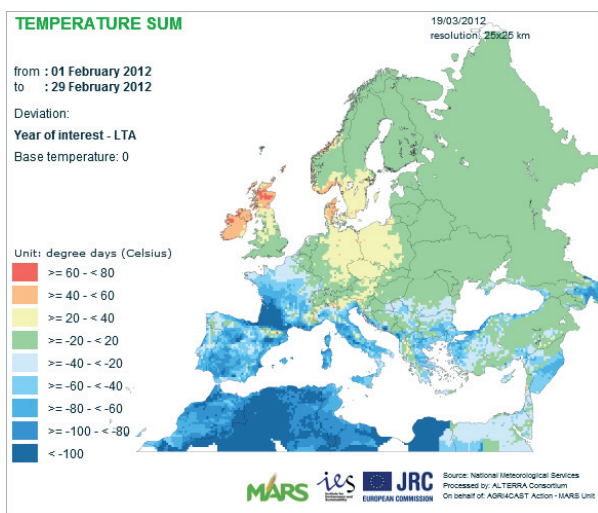 TEMPERATURE SUM
19/03/2012
resolution: 25x25 km
from : 01 February 2012
to : 29 February 2012
Deviation:
Year of interest - LTA
Base temperature: 0
Unit: degree days (Celsius)
>= 60 - < 80
>= 40 - < 60
>= 20 - < 40
>= -20 - < 20
>= -40 - < -20
>= -60 - < -40
>= -80 - < -60
>= -100 - < -80
< -100
MARS
ies
JRC
EUROPEAN COMMISSION
Source: National Meteorological Services
Processed by: ALTERRA Consortium
On behalf of: AGRI4CAST Action - MARS Unit